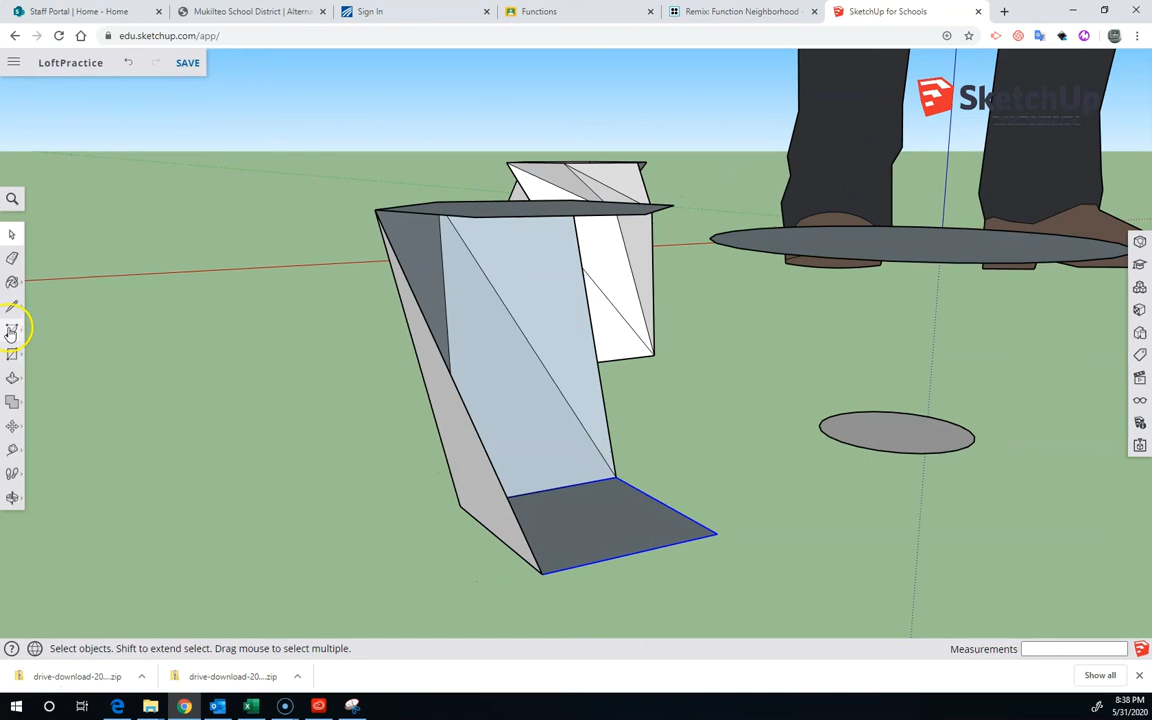 Staff Portal | Home - Home
Mukilteo School District | Alterna
Sign In
Functions
Remix: Function Neighborhood -
SketchUp for Schools
edu.sketchup.com/app/
LoftPractice
SAVE
SketchUp
Select objects. Shift to extend select. Drag mouse to select multiple.
Measurements
drive-download-20....zip
drive-download-20....zip
Show all
8:38 PM
5/31/2020